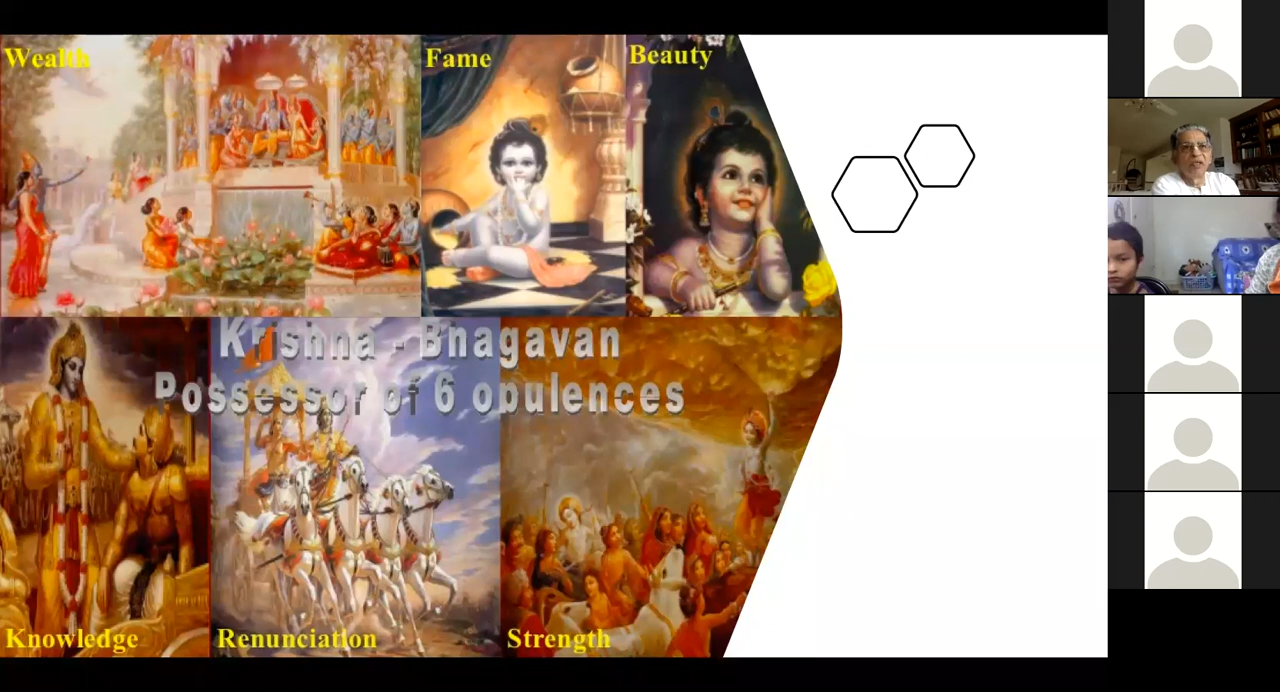 Wealth
Fame
Beauty
Krishna - Bhagavan
Possessor of 6 opulences
Knowledge
Renunciation
Strength